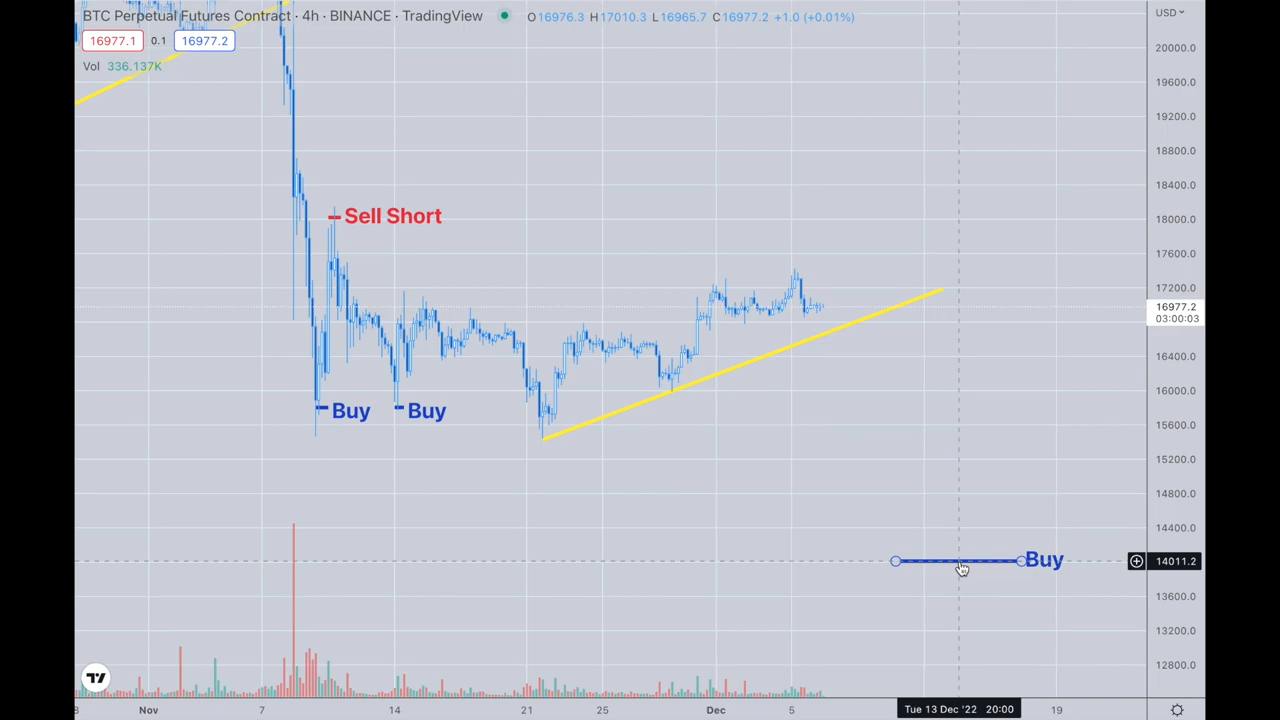 BTC Perpetual Futures Contract · 4h · BINANCE · TradingView O16976.3 H17010.3 L16965.7 C16977.2 +1.0 (+0.01%)
USD
16977.1 0.1 16977.2
Vol 336.137K
20000.0
19600.0
19200.0
18800.0
18400.0
Sell Short
18000.0
17600.0
17200.0
16977.2
03:00:03
16400.0
16000.0
Buy Buy
15600.0
15200.0
14800.0
14400.0
Buy
14011.2
13600.0
13200.0
12800.0
8 Nov 7 14 21 25 Dec 5 Tue 13 Dec '22 20:00 19